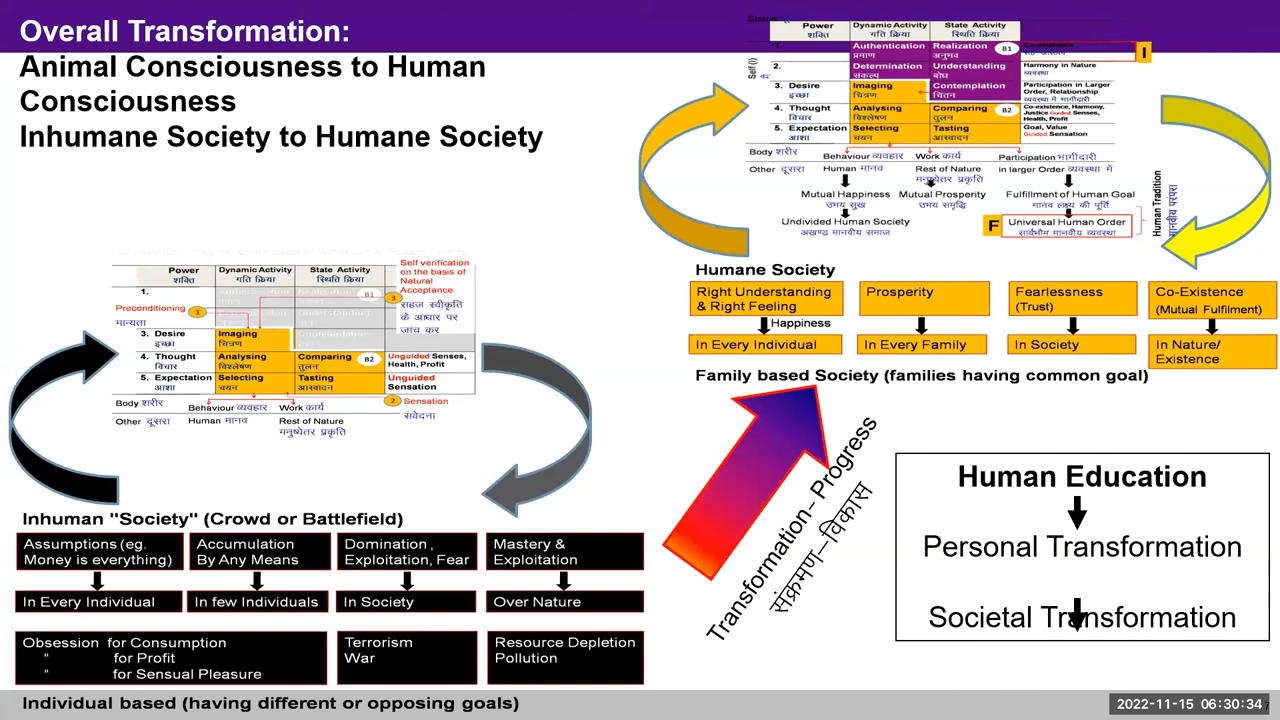 Overall Transformation:
Animal Consciousness to Human
Consciousness
Inhumane Society to Humane Society
Power
शक्ति
Dynamic Activity
गति क्रिया
State Activity
स्थिति क्रिया
1.
Authentication
प्रमाण
Realization
अनुभव
B1
I
Self (I)
2.
Determination
संकल्प
Understanding
बोध
Harmony in Nature
व्यवस्था
3. Desire
इच्छा
Imaging
चित्रण
Contemplation
चिंतन
Participation in Larger
Order, Relationship
व्यवस्था में भागीदारी
4. Thought
विचार
Analysing
विश्लेषण
Comparing
तुलन
B2
Co-existence, Harmony,
Justice Guided Senses,
Health, Profit
5. Expectation
आशा
Selecting
चयन
Tasting
आस्वादन
Goal, Value
Guided Sensation
Body शरीर
Behaviour व्यवहार
Work कार्य
Participation भागीदारी
Other दूसरा
Human मानव
Rest of Nature
मनुष्येतर प्रकृति
in larger Order व्यवस्था में
Mutual Happiness
उभय सुख
Mutual Prosperity
उभय समृद्धि
Fulfillment of Human Goal
मानव लक्ष्य की पूर्ति
Undivided Human Society
अखण्ड मानवीय समाज
F
Universal Human Order
सार्वभौम मानवीय व्यवस्था
Human Tradition
मानवीय परंपरा
Power
शक्ति
Dynamic Activity
गति क्रिया
State Activity
स्थिति क्रिया
Self verification
on the basis of
Natural
Acceptance
सहज स्वीकृति
के आधार पर
जांच कर
1.
B1
3
Preconditioning
मान्यता
1
3. Desire
इच्छा
Imaging
चित्रण
4. Thought
विचार
Analysing
विश्लेषण
Comparing
तुलन
B2
Unguided Senses,
Health, Profit
5. Expectation
आशा
Selecting
चयन
Tasting
आस्वादन
Unguided
Sensation
Body शरीर
Behaviour व्यवहार
Work कार्य
2
Sensation
संवेदना
Other दूसरा
Human मानव
Rest of Nature
मनुष्येतर प्रकृति
Humane Society
Right Understanding
& Right Feeling
Prosperity
Fearlessness
(Trust)
Co-Existence
(Mutual Fulfilment)
Happiness
In Every Individual
In Every Family
In Society
In Nature/
Existence
Family based Society (families having common goal)
Transformation- Progress
संक्रमण–विकास
Human Education
Personal Transformation
Societal Transformation
Inhuman "Society" (Crowd or Battlefield)
Assumptions (eg.
Money is everything)
Accumulation
By Any Means
Domination ,
Exploitation, Fear
Mastery &
Exploitation
In Every Individual
In few Individuals
In Society
Over Nature
Obsession for Consumption
" for Profit
" for Sensual Pleasure
Terrorism
War
Resource Depletion
Pollution
Individual based (having different or opposing goals)
2022-11-15 06:30:34
7